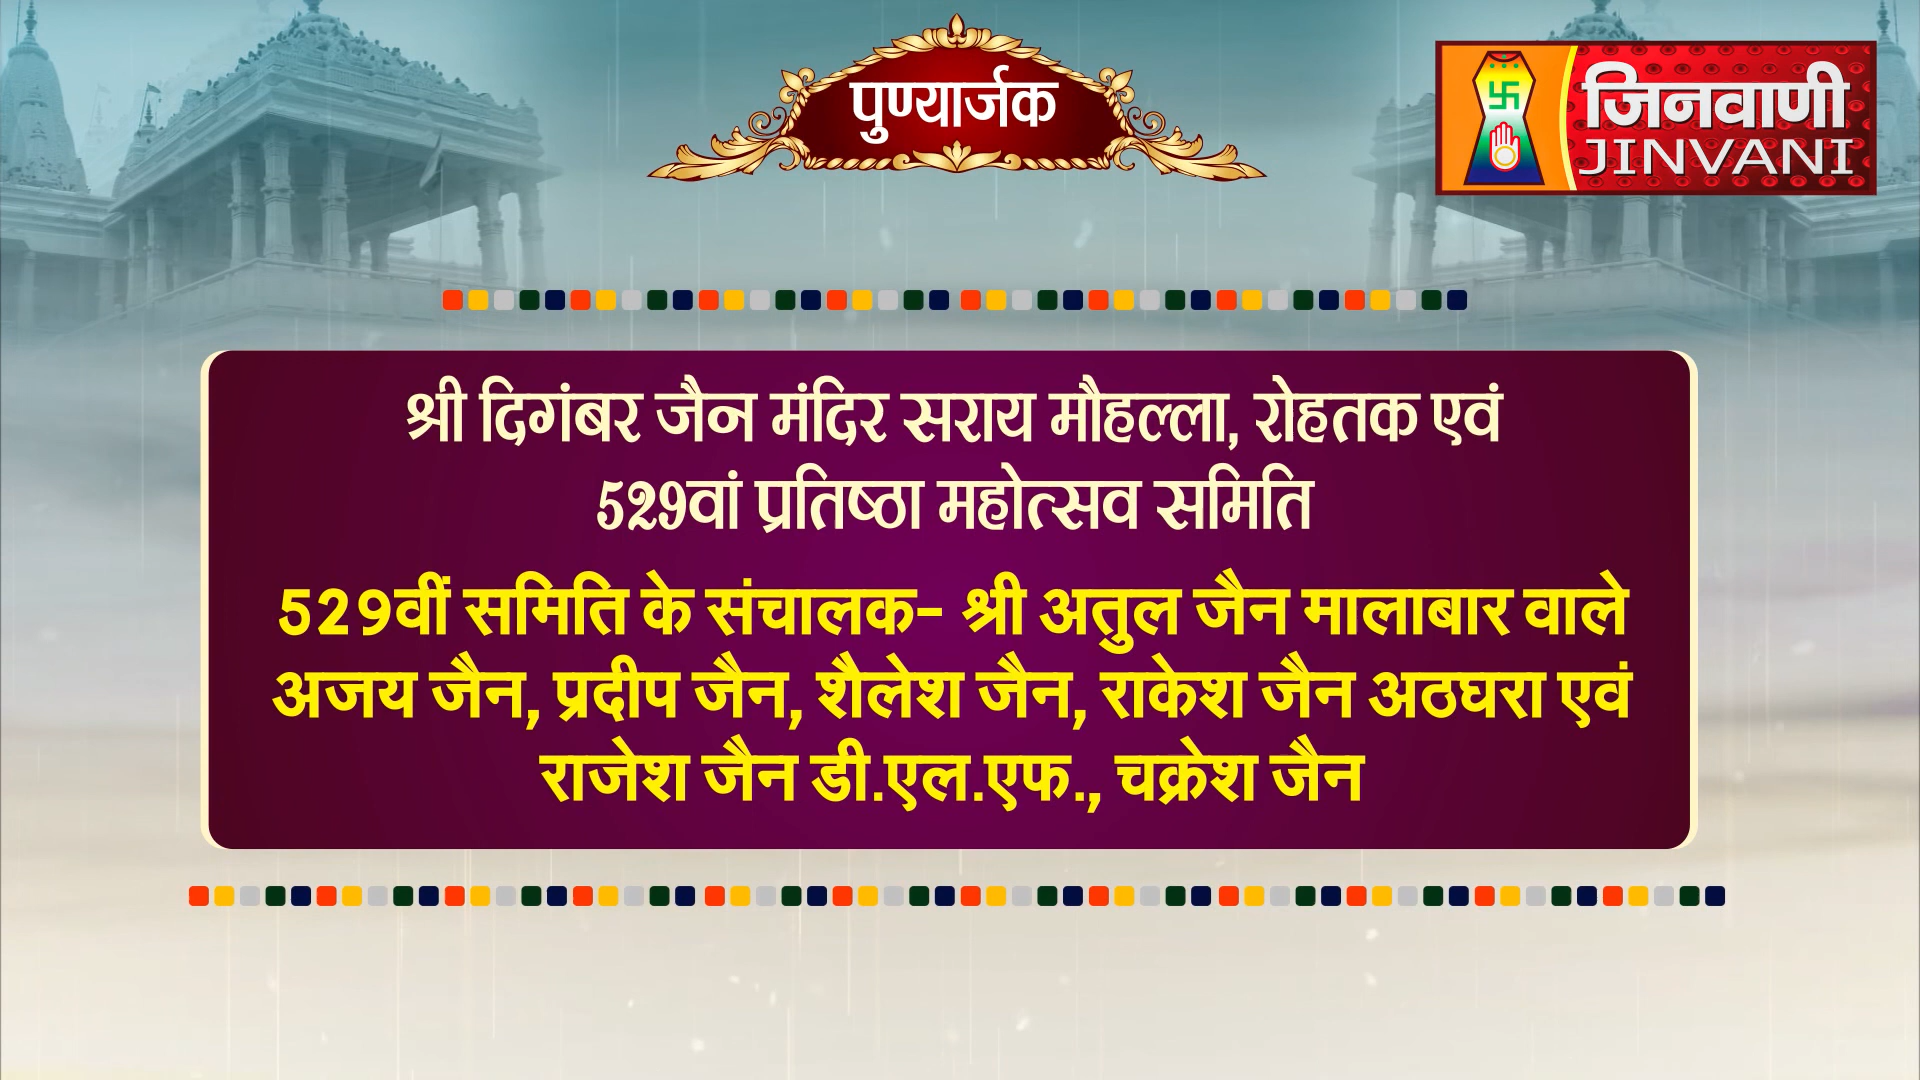 पुण्यार्जक
जिनवाणी
JINVANI
श्री दिगंबर जैन मंदिर सराय मौहल्ला, रोहतक एवं
529वां प्रतिष्ठा महोत्सव समिति
529वीं समिति के संचालक- श्री अतुल जैन मालाबार वाले
अजय जैन, प्रदीप जैन, शैलेश जैन, राकेश जैन अठघरा एवं
राजेश जैन डी.एल.एफ., चक्रेश जैन